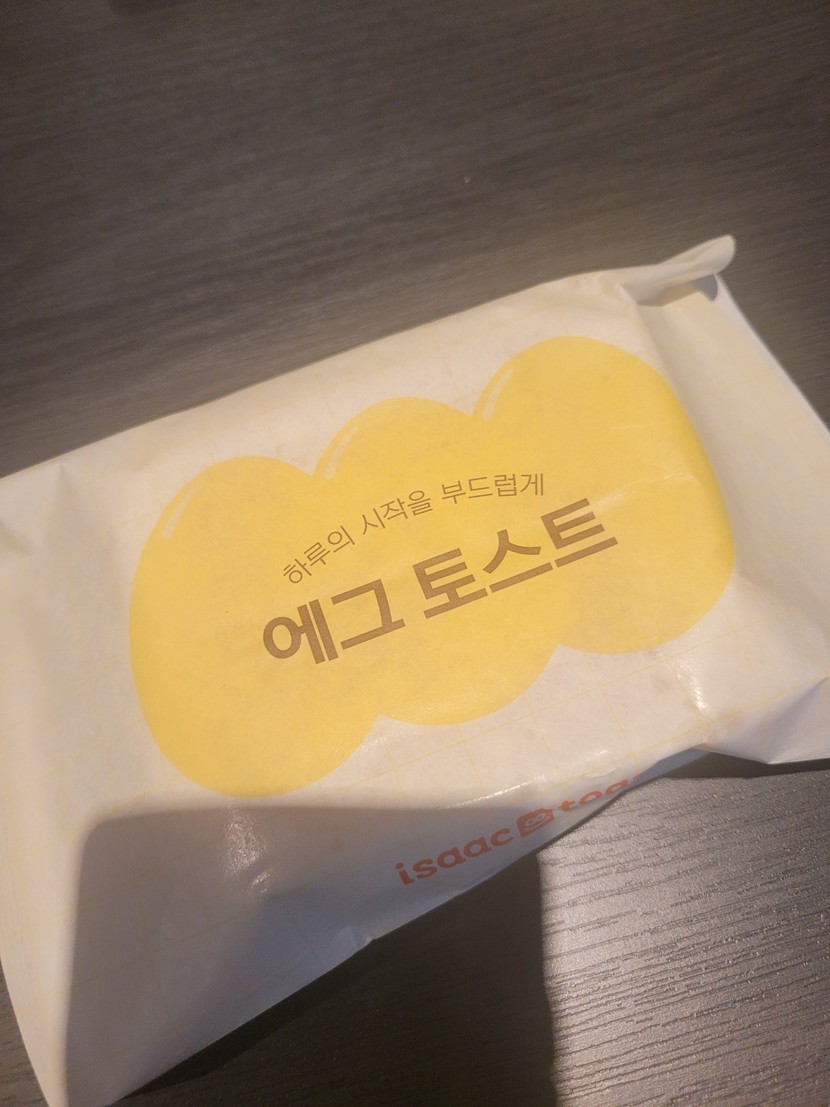 하루의 시작을 부드럽게
에그 토스트
isaac